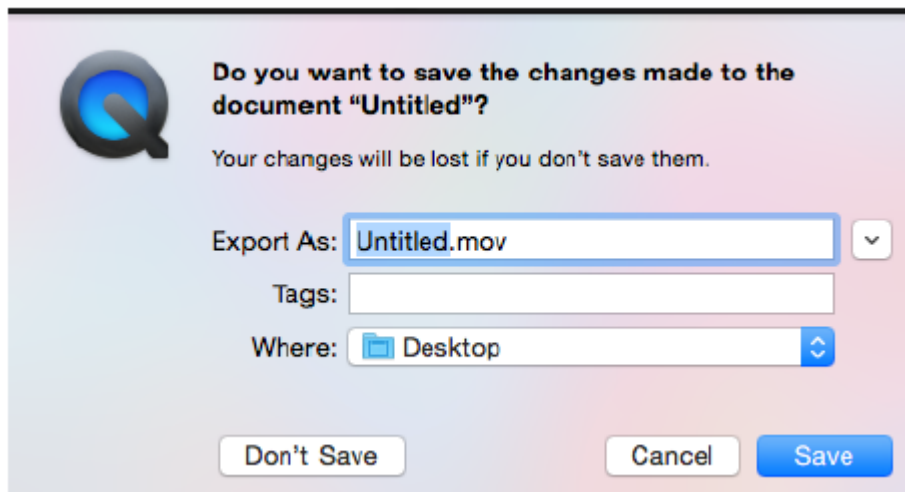 Do you want to save the changes made to the
document “Untitled”?
Your changes will be lost if you don’t save them.
Export As: Untitled.mov
Tags:
Where: Desktop
Don’t Save Cancel Save